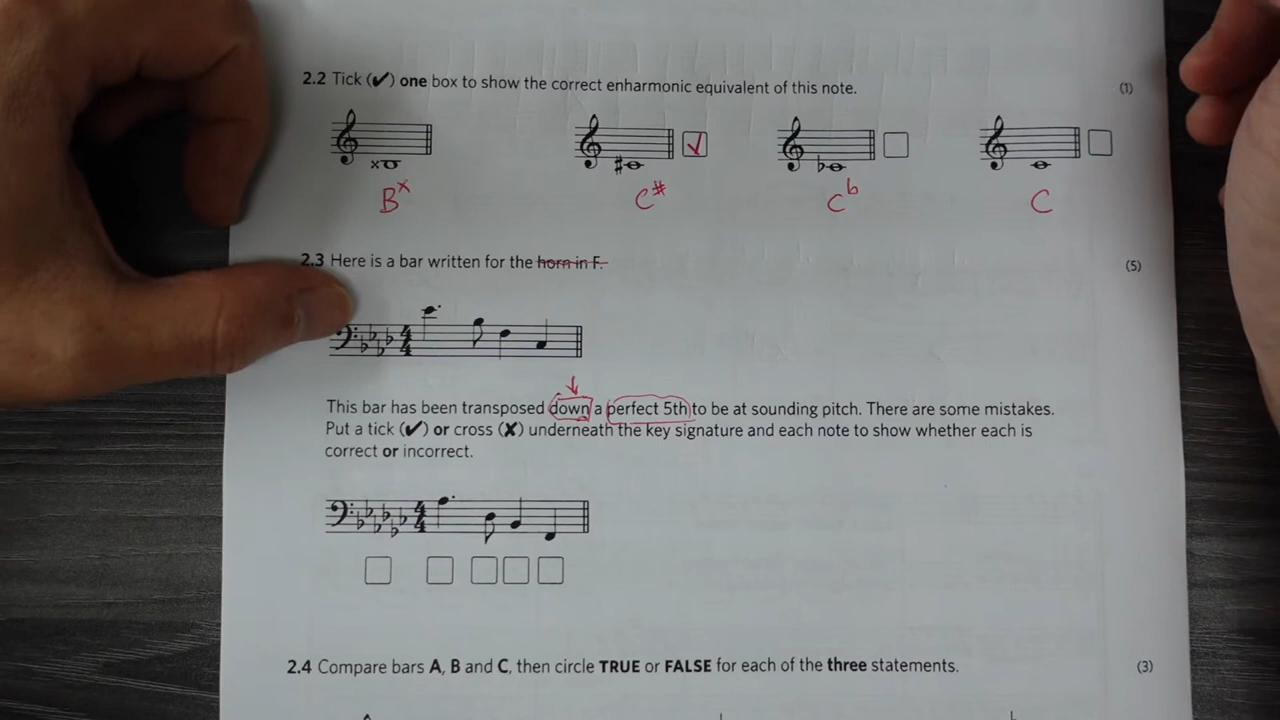 2.2 Tick (✔) one box to show the correct enharmonic equivalent of this note. (1)
B𝄪 C# C♭ C
2.3 Here is a bar written for the horn in F. (5)
This bar has been transposed down a perfect 5th to be at sounding pitch. There are some mistakes.
Put a tick (✔) or cross (✘) underneath the key signature and each note to show whether each is
correct or incorrect.
2.4 Compare bars A, B and C, then circle TRUE or FALSE for each of the three statements. (3)